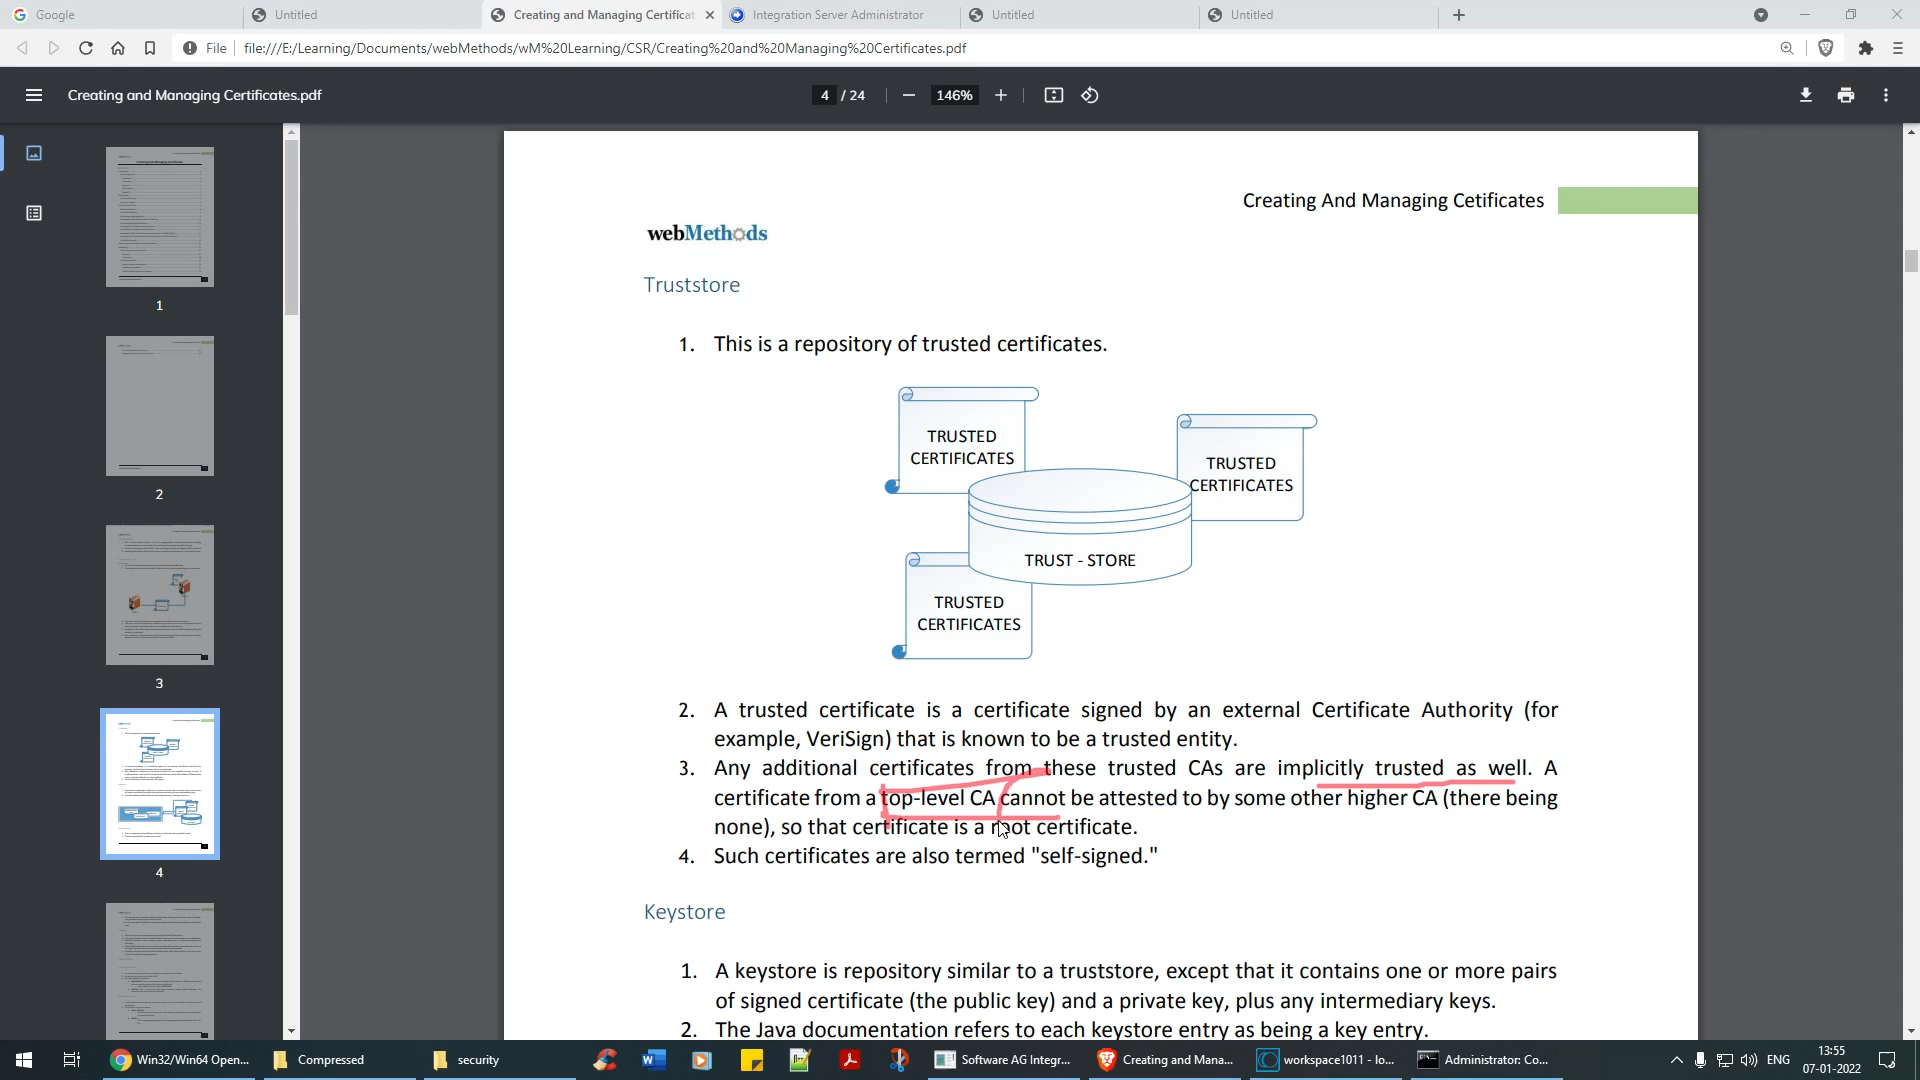 Google
Untitled
Creating and Managing Certificat
Integration Server Administrator
Untitled
Untitled
File
file:///E:/Learning/Documents/webMethods/wM%20Learning/CSR/Creating%20and%20Managing%20Certificates.pdf
Creating and Managing Certificates.pdf
4 / 24
146%
1
2
3
4
Creating And Managing Cetificates
webMethods
Truststore
1. This is a repository of trusted certificates.
TRUSTED
CERTIFICATES
TRUSTED
CERTIFICATES
TRUST - STORE
TRUSTED
CERTIFICATES
2. A trusted certificate is a certificate signed by an external Certificate Authority (for
example, VeriSign) that is known to be a trusted entity.
3. Any additional certificates from these trusted CAs are implicitly trusted as well. A
certificate from a top-level CA cannot be attested to by some other higher CA (there being
none), so that certificate is a root certificate.
4. Such certificates are also termed "self-signed."
Keystore
1. A keystore is repository similar to a truststore, except that it contains one or more pairs
of signed certificate (the public key) and a private key, plus any intermediary keys.
2. The Java documentation refers to each keystore entry as being a key entry.
Win32/Win64 Open...
Compressed
security
Software AG Integr...
Creating and Mana...
workspace1011 - Io...
Administrator: Co...
ENG
13:55
07-01-2022